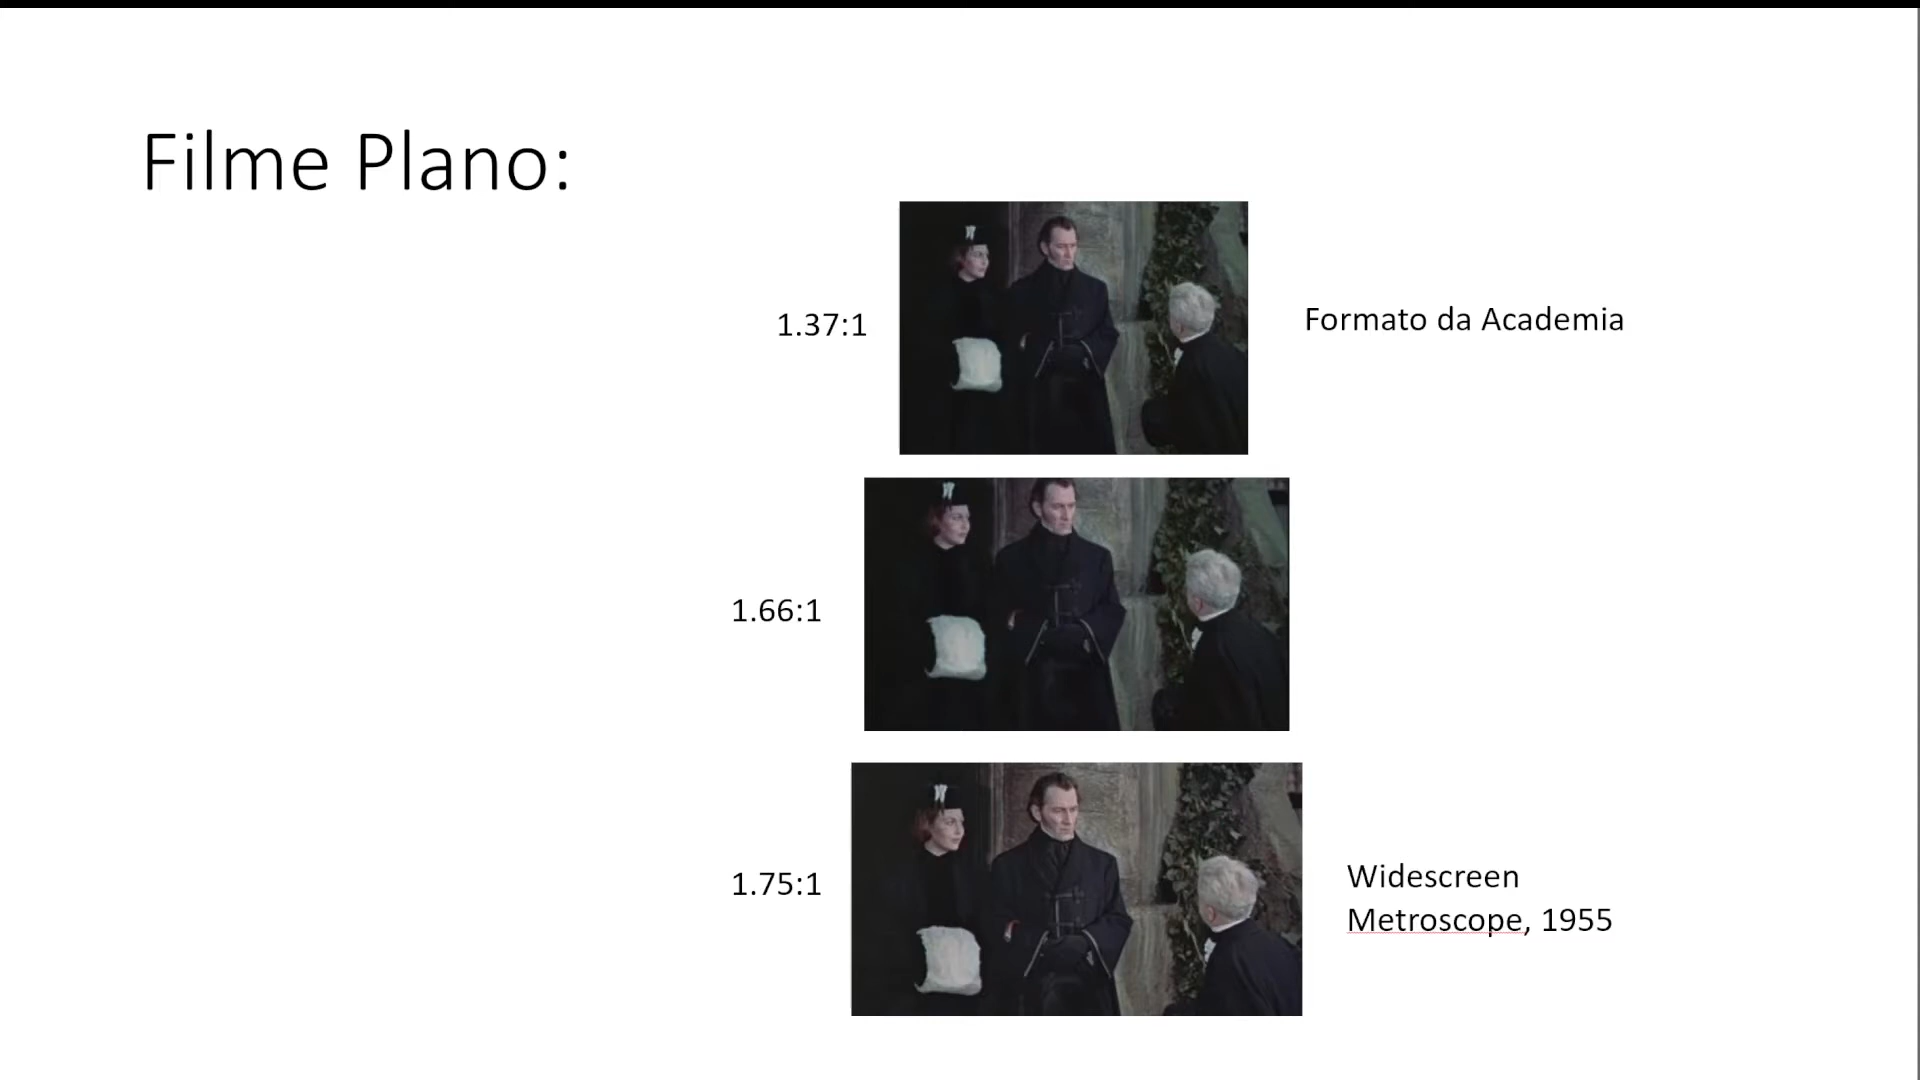 Filme Plano:
1.37:1
Formato da Academia
1.66:1
1.75:1
Widescreen
Metroscope, 1955